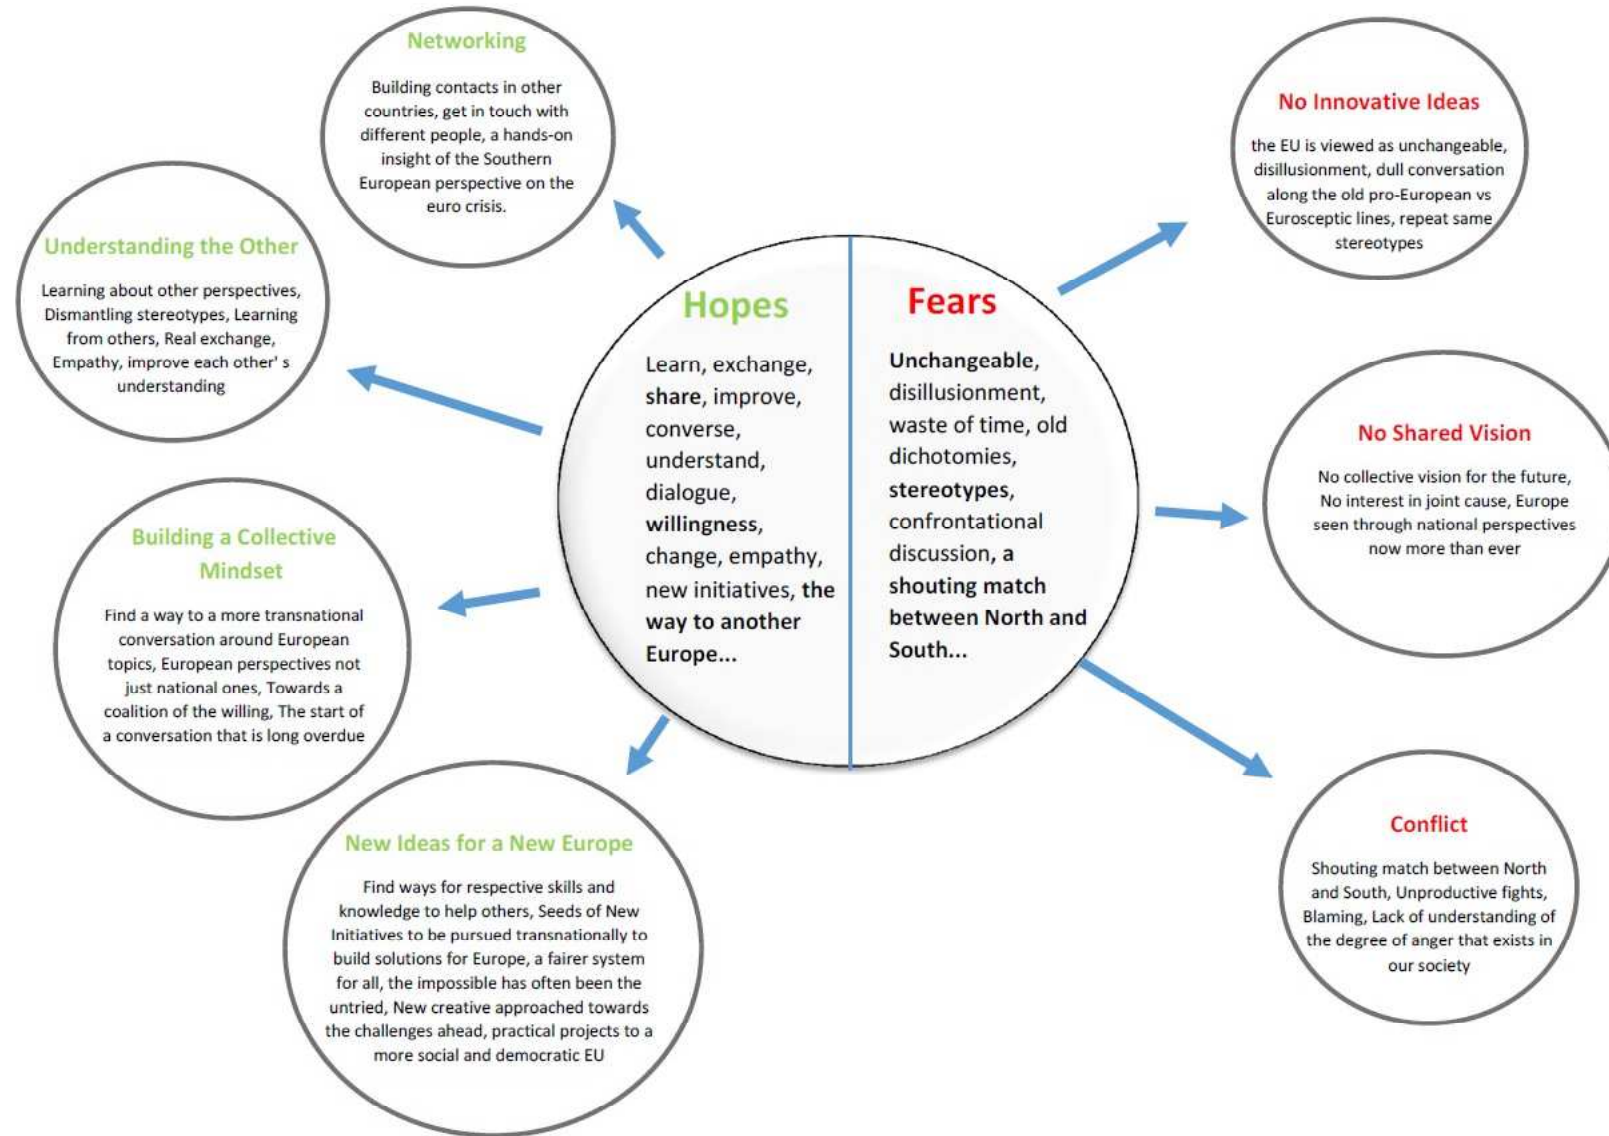 Networking
Building contacts in other
countries, get in touch with
different people, a hands-on
insight of the Southern
European perspective on the
euro crisis.
Understanding the Other
Learning about other perspectives,
Dismantling stereotypes, Learning
from others, Real exchange,
Empathy, improve each other' s
understanding
Building a Collective
Mindset
Find a way to a more transnational
conversation around European
topics, European perspectives not
just national ones, Towards a
coalition of the willing, The start of
a conversation that is long overdue
New Ideas for a New Europe
Find ways for respective skills and
knowledge to help others, Seeds of New
Initiatives to be pursued transnationally to
build solutions for Europe, a fairer system
for all, the impossible has often been the
untried, New creative approached towards
the challenges ahead, practical projects to a
more social and democratic EU
Hopes
Learn, exchange,
share, improve,
converse,
understand,
dialogue,
willingness,
change, empathy,
new initiatives, the
way to another
Europe...
Fears
Unchangeable,
disillusionment,
waste of time, old
dichotomies,
stereotypes,
confrontational
discussion, a
shouting match
between North and
South...
No Innovative Ideas
the EU is viewed as unchangeable,
disillusionment, dull conversation
along the old pro-European vs
Eurosceptic lines, repeat same
stereotypes
No Shared Vision
No collective vision for the future,
No interest in joint cause, Europe
seen through national perspectives
now more than ever
Conflict
Shouting match between North
and South, Unproductive fights,
Blaming, Lack of understanding of
the degree of anger that exists in
our society